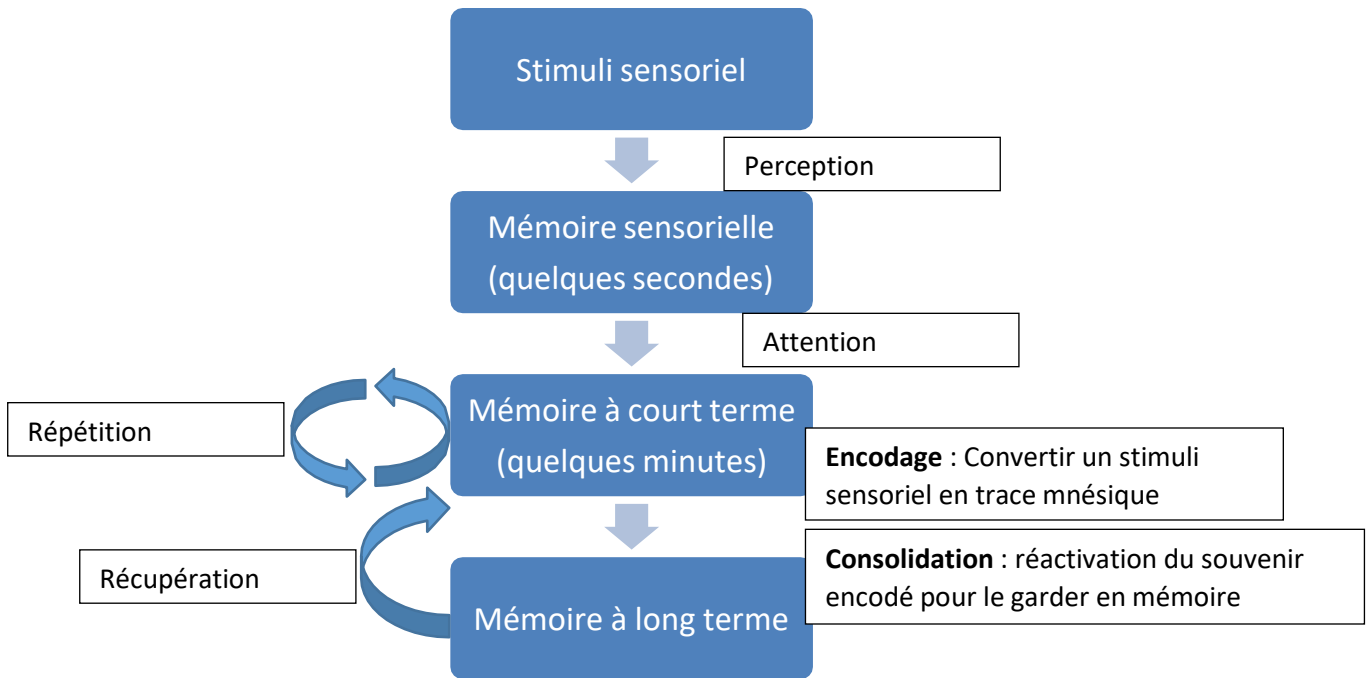 Stimuli sensoriel
Perception
Mémoire sensorielle
(quelques secondes)
Attention
Mémoire à court terme
(quelques minutes)
Répétition
Encodage : Convertir un stimuli
sensoriel en trace mnésique
Récupération
Consolidation : réactivation du souvenir
encodé pour le garder en mémoire
Mémoire à long terme